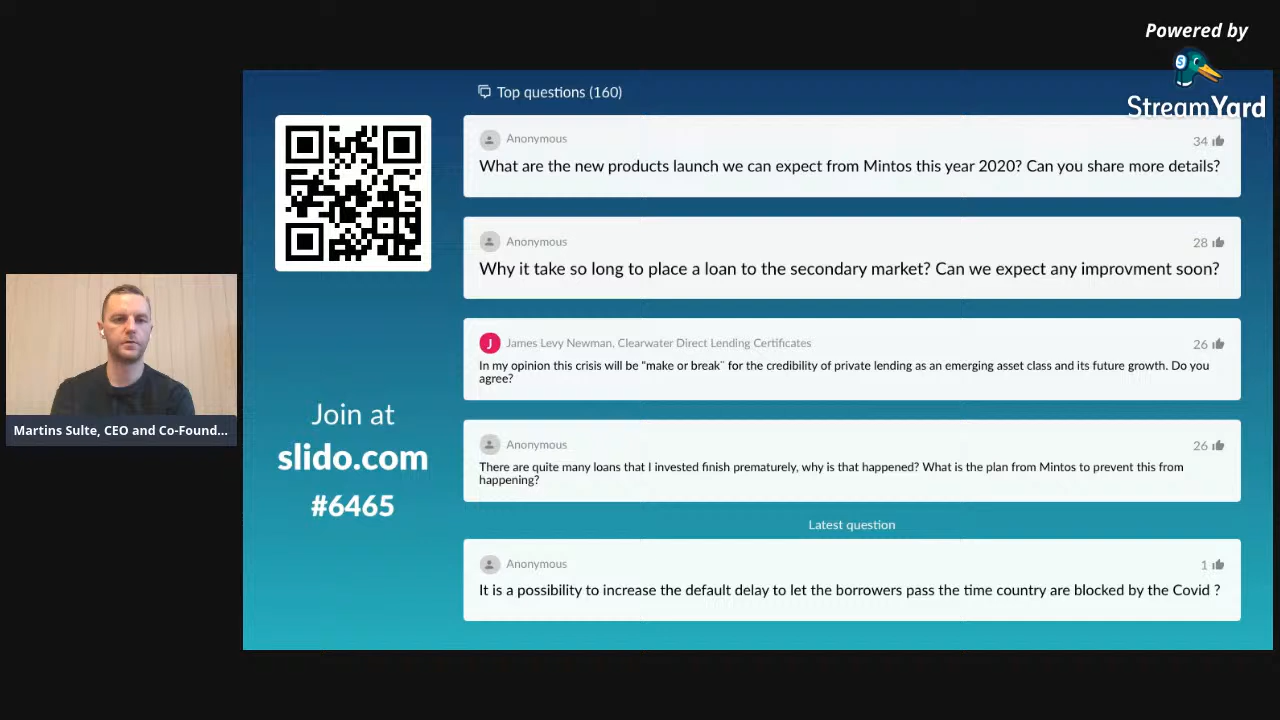 Powered by
StreamYard
Top questions (160)
Anonymous
34
What are the new products launch we can expect from Mintos this year 2020? Can you share more details?
Anonymous
28
Why it take so long to place a loan to the secondary market? Can we expect any improvment soon?
J
James Levy Newman, Clearwater Direct Lending Certificates
26
In my opinion this crisis will be "make or break¨ for the credibility of private lending as an emerging asset class and its future growth. Do you
agree?
Anonymous
26
There are quite many loans that I invested finish prematurely, why is that happened? What is the plan from Mintos to prevent this from
happening?
Latest question
Anonymous
1
It is a possibility to increase the default delay to let the borrowers pass the time country are blocked by the Covid ?
Join at
slido.com
#6465
Martins Sulte, CEO and Co-Found...